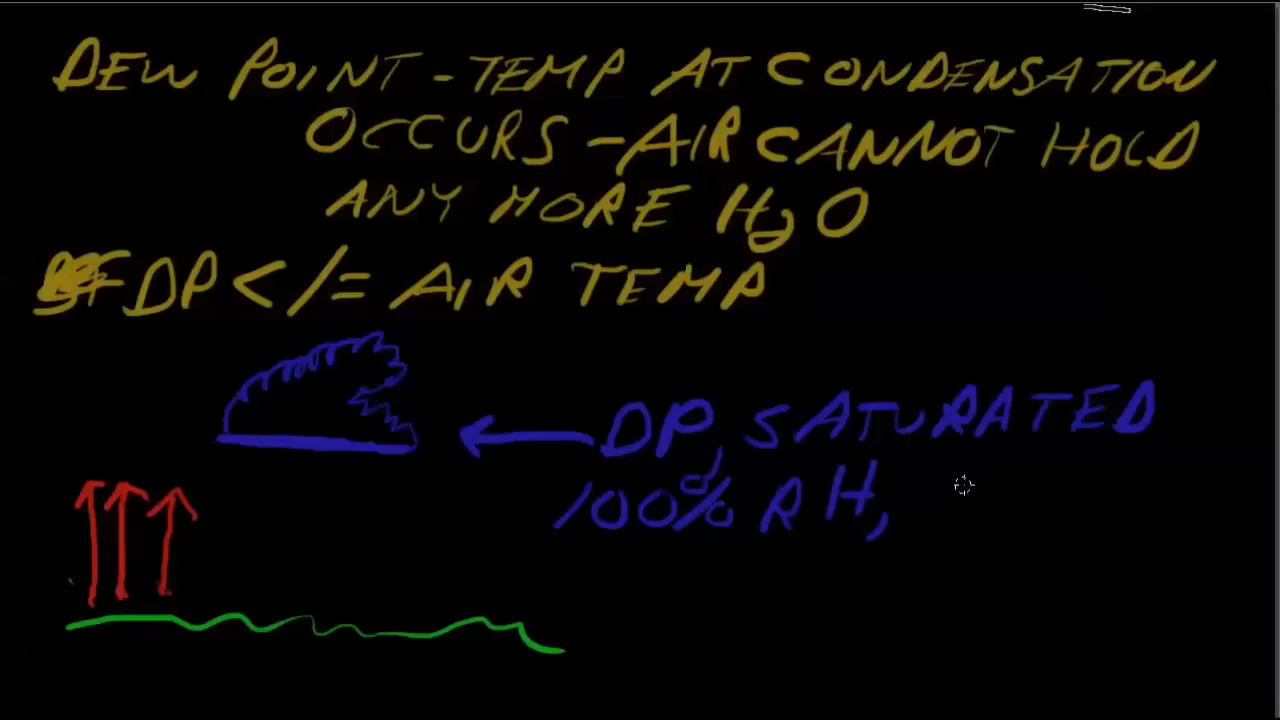 DEW POINT - TEMP AT CONDENSATION
OCCURS - AIR CANNOT HOLD
ANY MORE H₂O
DP < / = AIR TEMP
DP, SATURATED
100% RH,